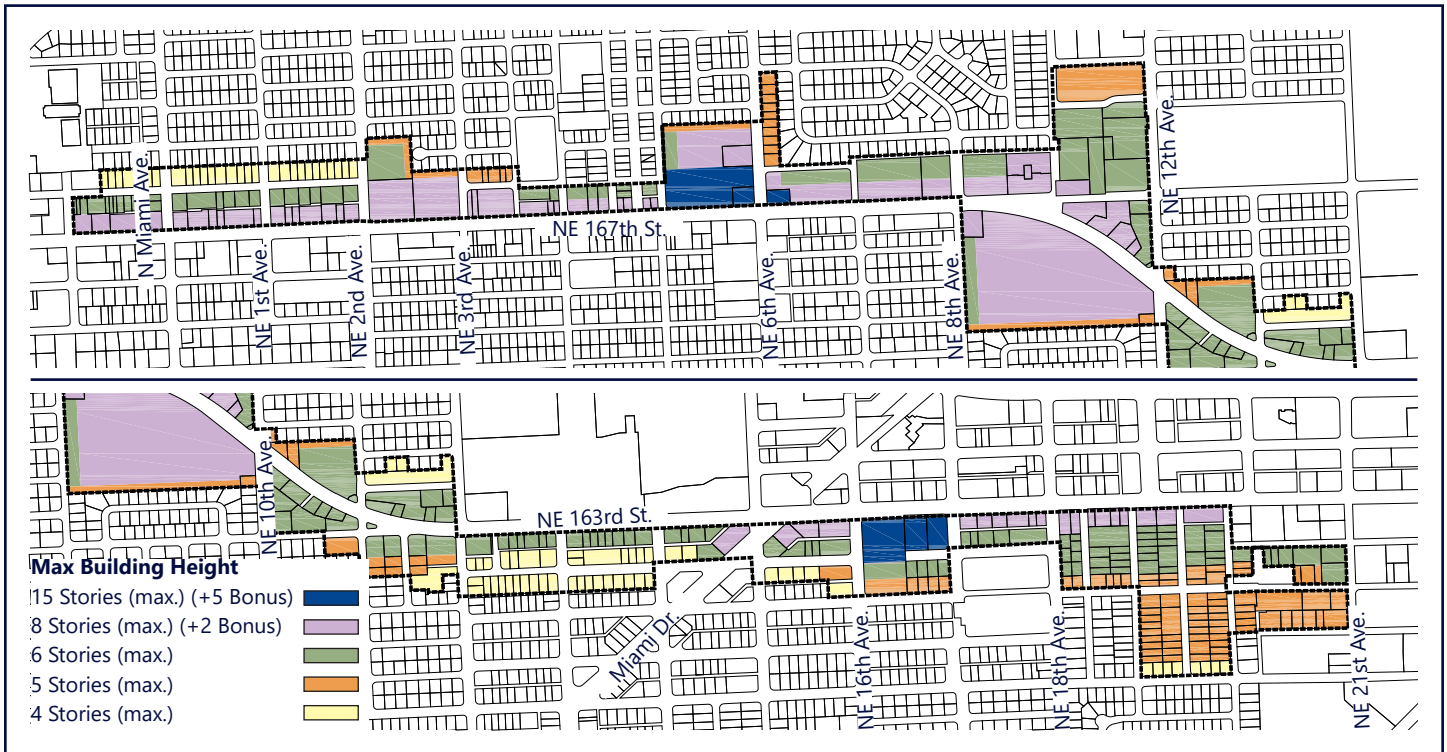 N Miami Ave.
NE 1st Ave.
NE 2nd Ave.
NE 3rd Ave.
NE 167th St.
NE 6th Ave.
NE 8th Ave.
NE 12th Ave.
NE 10th Ave.
NE 163rd St.
Miami Dr.
NE 16th Ave.
NE 18th Ave.
NE 21st Ave.
Max Building Height
15 Stories (max.) (+5 Bonus)
8 Stories (max.) (+2 Bonus)
6 Stories (max.)
5 Stories (max.)
4 Stories (max.)